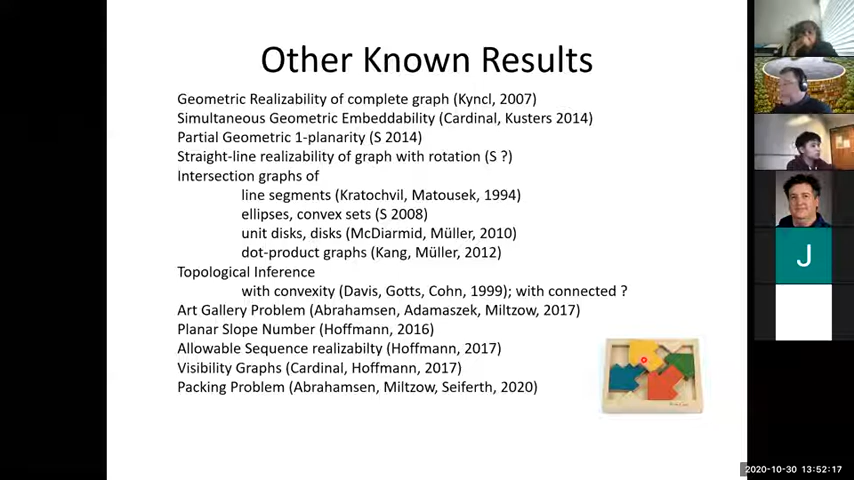 Other Known Results
Geometric Realizability of complete graph (Kyncl, 2007)
Simultaneous Geometric Embeddability (Cardinal, Kusters 2014)
Partial Geometric 1-planarity (S 2014)
Straight-line realizability of graph with rotation (S ?)
Intersection graphs of
line segments (Kratochvil, Matousek, 1994)
ellipses, convex sets (S 2008)
unit disks, disks (McDiarmid, Müller, 2010)
dot-product graphs (Kang, Müller, 2012)
Topological Inference
with convexity (Davis, Gotts, Cohn, 1999); with connected ?
Art Gallery Problem (Abrahamsen, Adamaszek, Miltzow, 2017)
Planar Slope Number (Hoffmann, 2016)
Allowable Sequence realizabilty (Hoffmann, 2017)
Visibility Graphs (Cardinal, Hoffmann, 2017)
Packing Problem (Abrahamsen, Miltzow, Seiferth, 2020)
J
2020-10-30 13:52:17